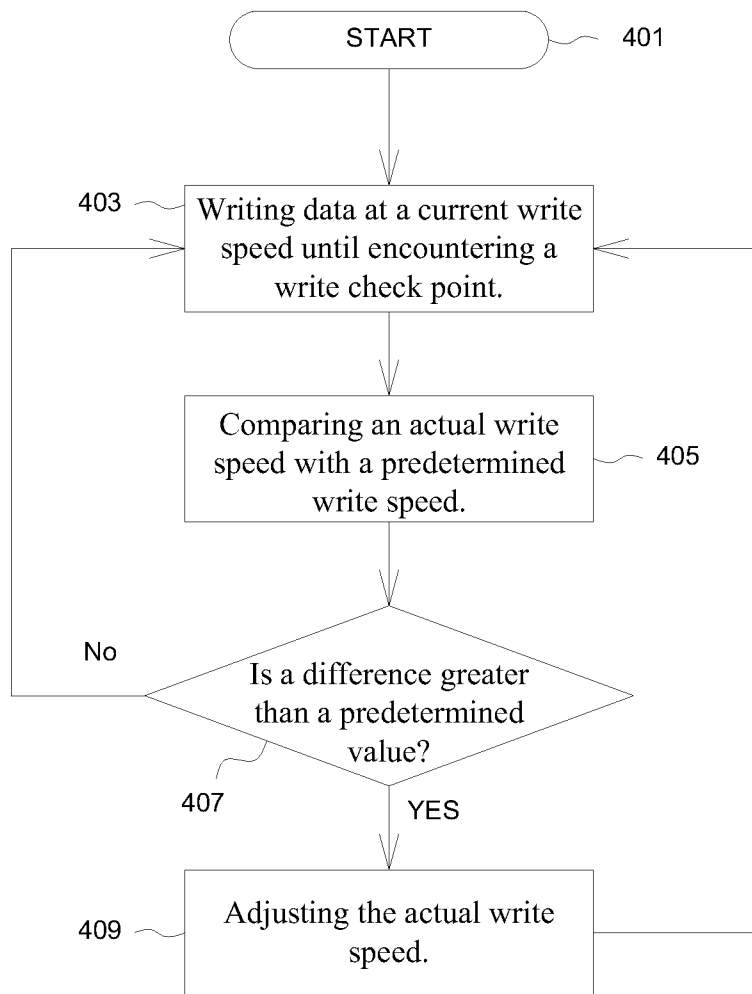 START
401
403
Writing data at a current write
speed until encountering a
write check point.
Comparing an actual write
speed with a predetermined
write speed.
405
No
Is a difference greater
than a predetermined
value?
407
YES
409
Adjusting the actual write
speed.